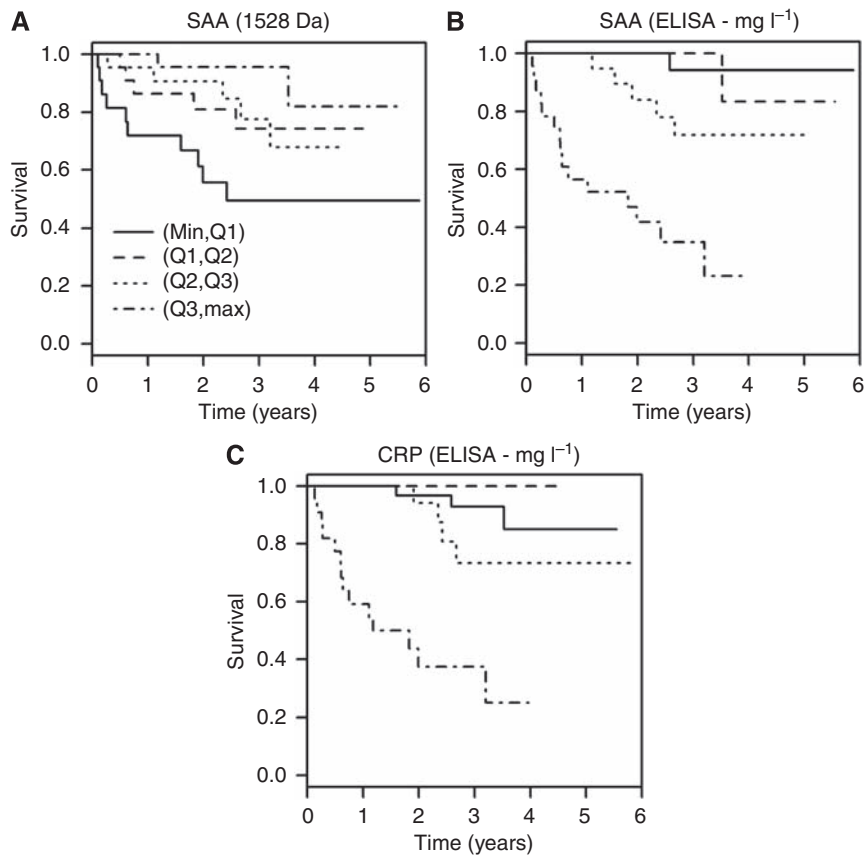 A
SAA (1528 Da)
Survival
1.0
0.8
0.6
0.4
0.2
0.0
(Min,Q1)
(Q1,Q2)
(Q2,Q3)
(Q3,max)
0 1 2 3 4 5 6
Time (years)
B
SAA (ELISA - mg l⁻¹)
Survival
1.0
0.8
0.6
0.4
0.2
0.0
0 1 2 3 4 5 6
Time (years)
C
CRP (ELISA - mg l⁻¹)
Survival
1.0
0.8
0.6
0.4
0.2
0.0
0 1 2 3 4 5 6
Time (years)